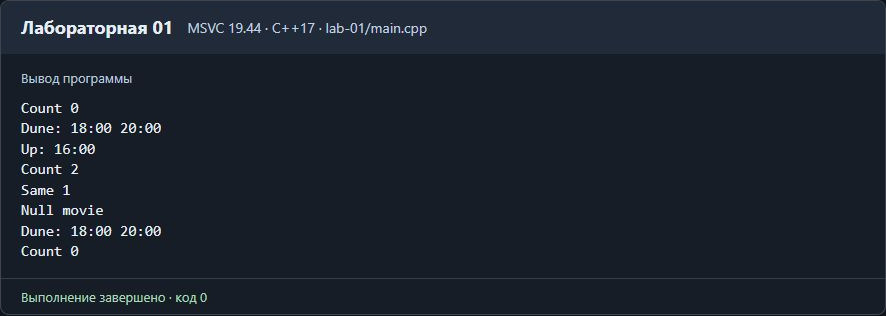 Лабораторная 01 MSVC 19.44 · C++17 · lab-01/main.cpp
Вывод программы
Count 0
Dune: 18:00 20:00
Up: 16:00
Count 2
Same 1
Null movie
Dune: 18:00 20:00
Count 0
Выполнение завершено · код 0